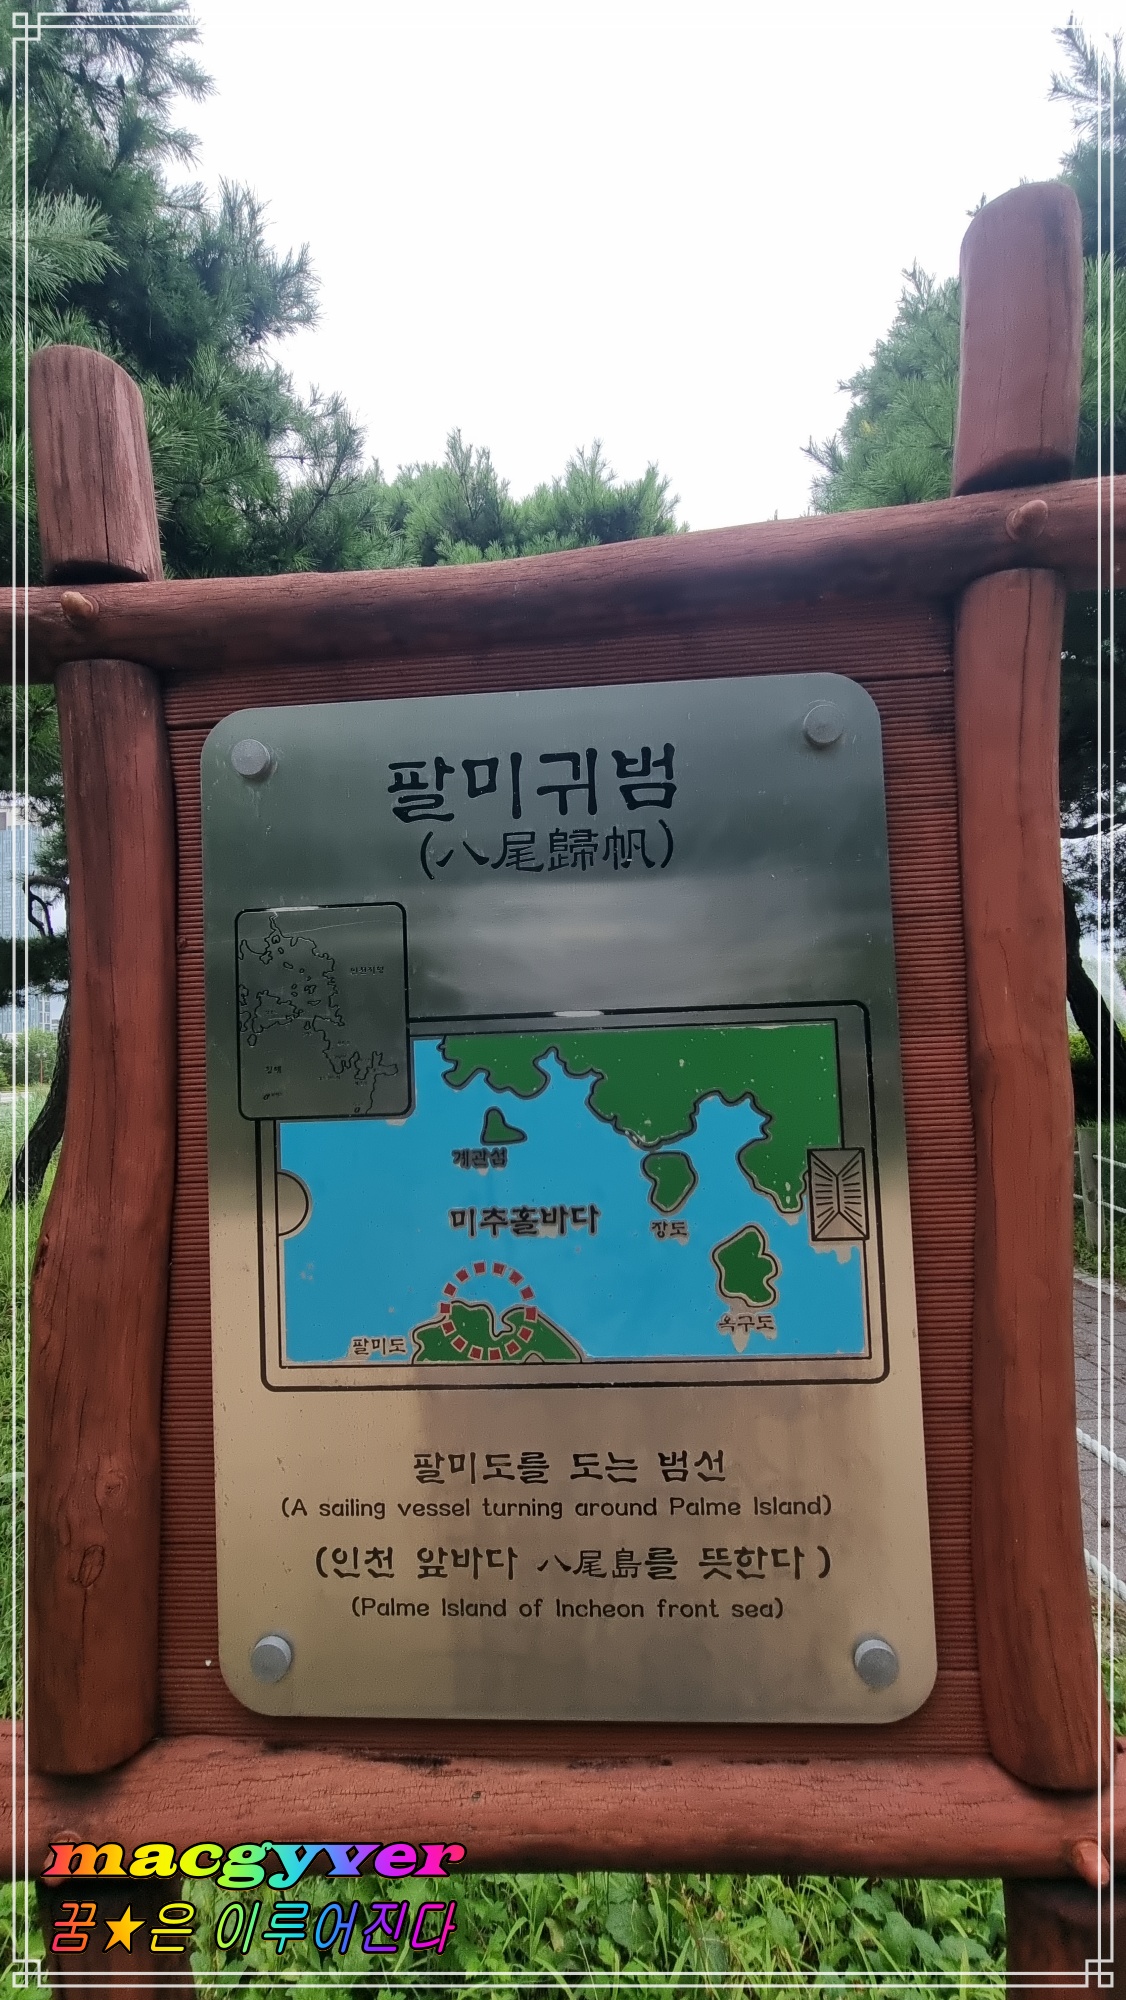 팔미귀범
(八尾歸帆)
계관섬
미추홀바다
장도
옥구도
팔미도
팔미도를 도는 범선
(A sailing vessel turning around Palme Island)
(인천 앞바다 八尾島를 뜻한다)
(Palme Island of Incheon front sea)
macgyver
꿈★은 이루어진다